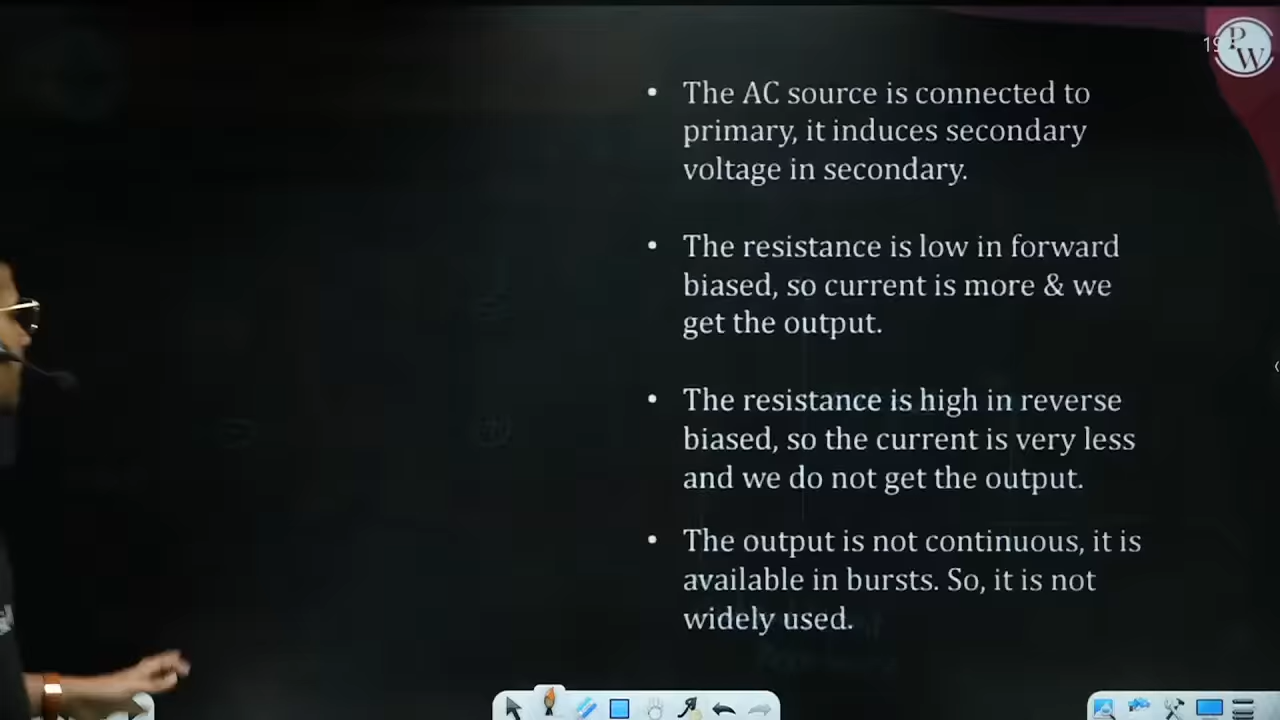 19
PW
• The AC source is connected to
primary, it induces secondary
voltage in secondary.
• The resistance is low in forward
biased, so current is more & we
get the output.
• The resistance is high in reverse
biased, so the current is very less
and we do not get the output.
• The output is not continuous, it is
available in bursts. So, it is not
widely used.